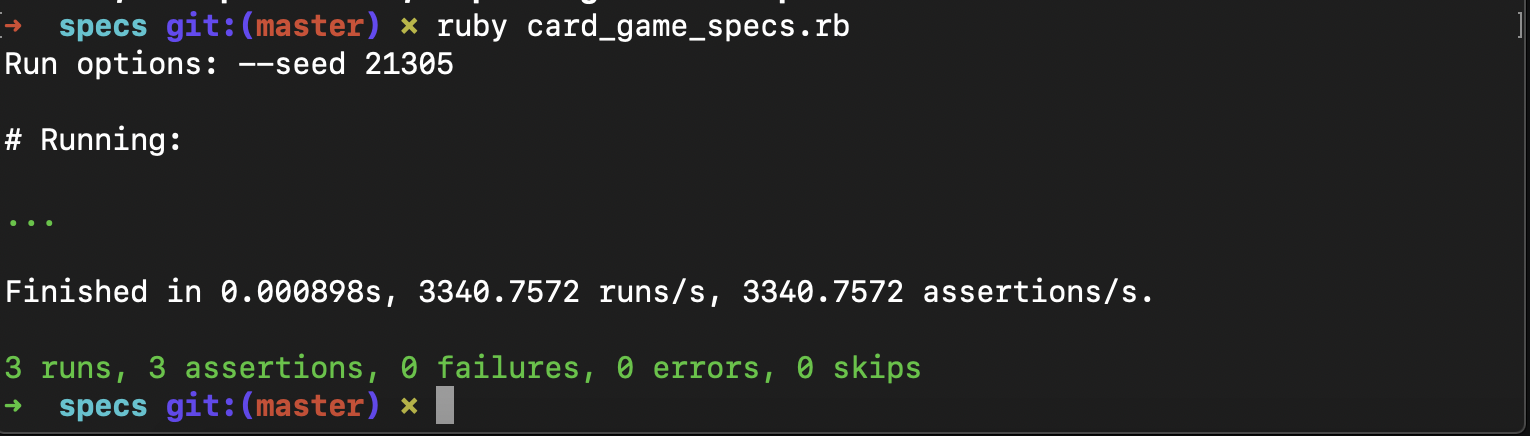 ➜  specs git:(master) ✗ ruby card_game_specs.rb
Run options: --seed 21305
# Running:
...
Finished in 0.000898s, 3340.7572 runs/s, 3340.7572 assertions/s.
3 runs, 3 assertions, 0 failures, 0 errors, 0 skips
➜  specs git:(master) ✗